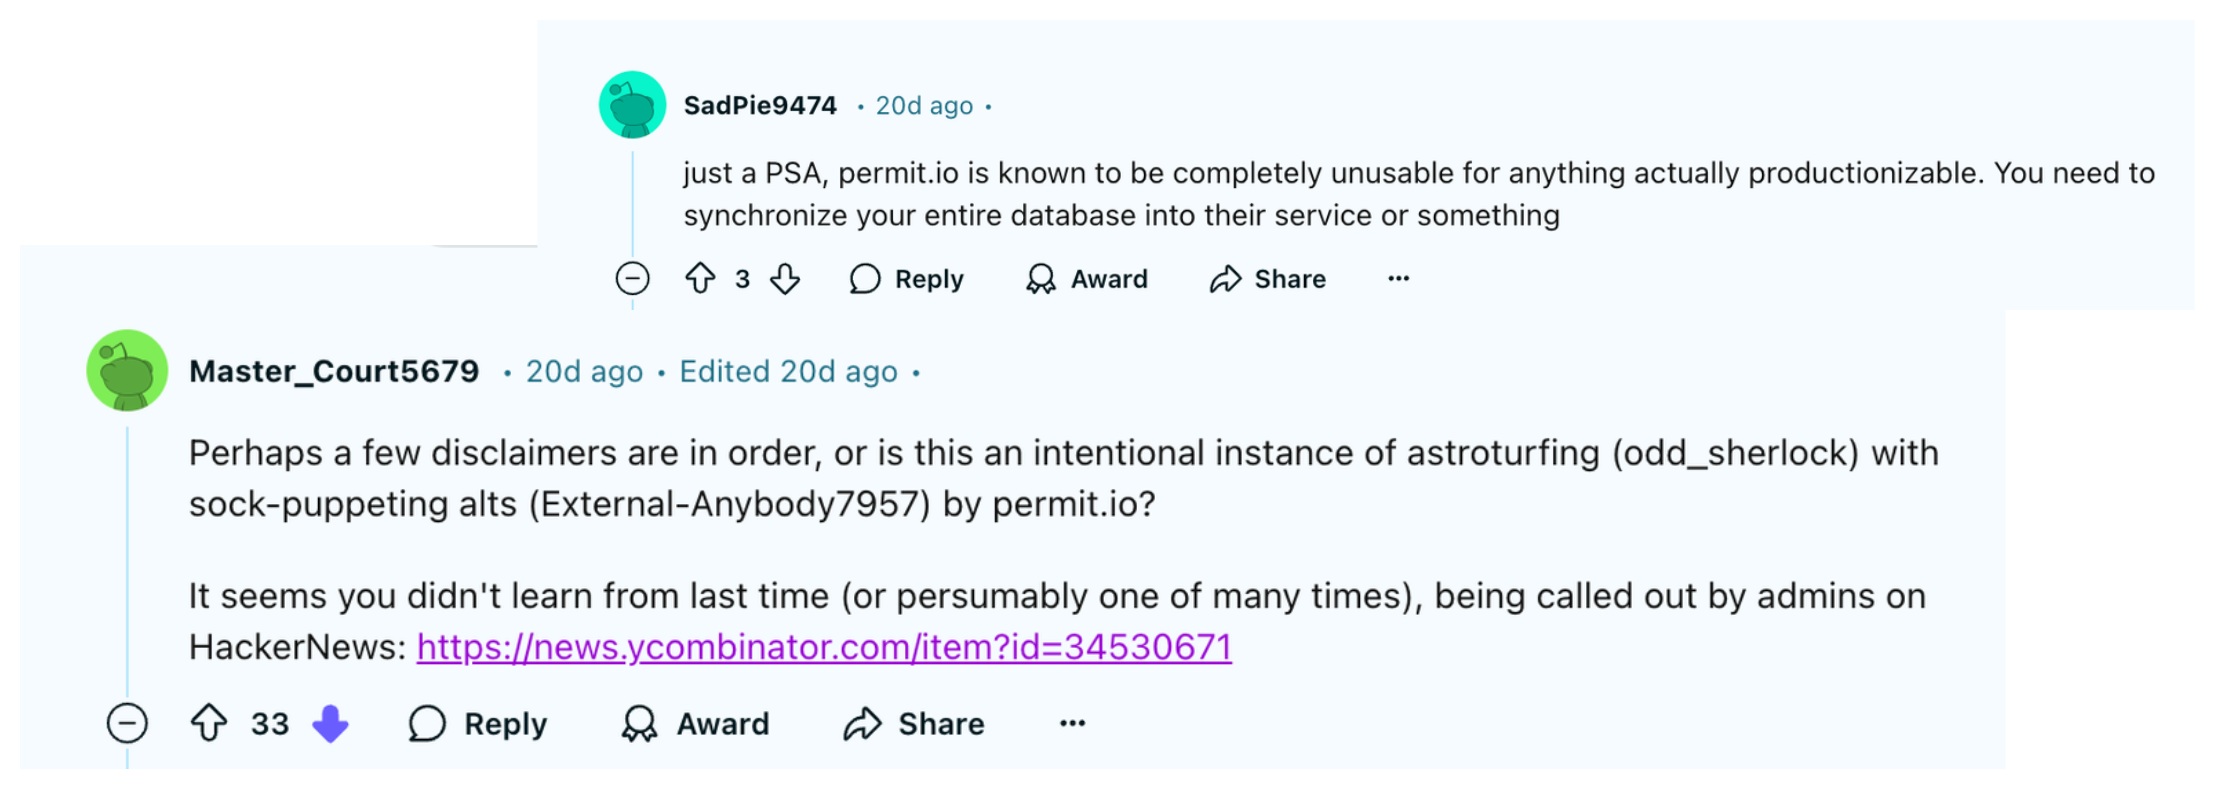 SadPie9474 • 20d ago •
just a PSA, permit.io is known to be completely unusable for anything actually productionizable. You need to
synchronize your entire database into their service or something
3 Reply Award Share ...
Master_Court5679 • 20d ago • Edited 20d ago •
Perhaps a few disclaimers are in order, or is this an intentional instance of astroturfing (odd_sherlock) with
sock-puppeting alts (External-Anybody7957) by permit.io?
It seems you didn't learn from last time (or persumably one of many times), being called out by admins on
HackerNews: https://news.ycombinator.com/item?id=34530671
33 Reply Award Share ...